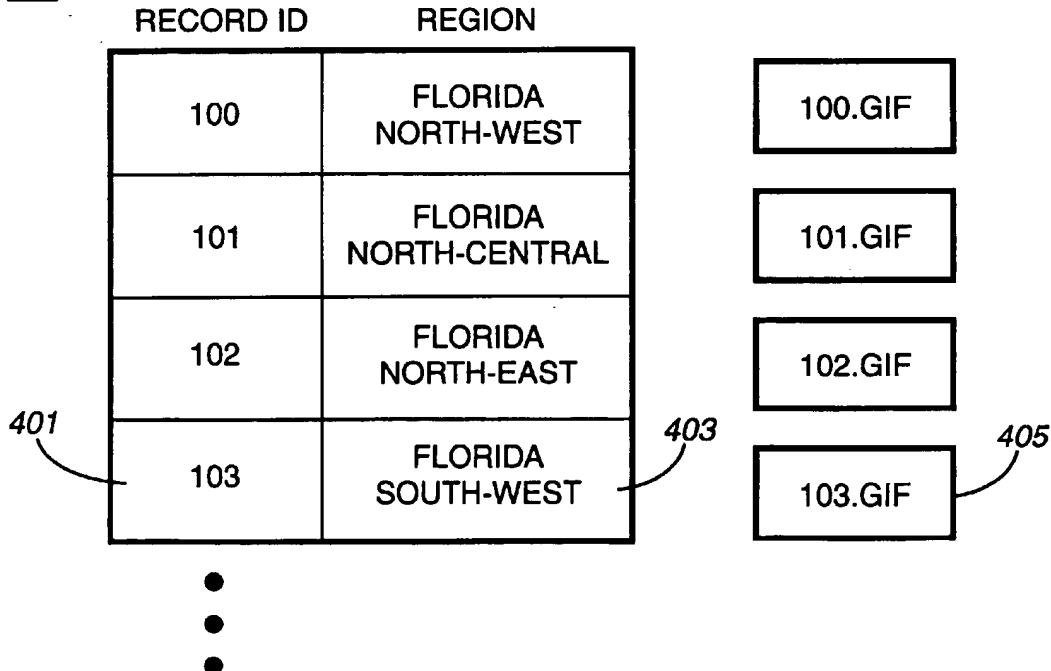 RECORD ID REGION
100 FLORIDA NORTH-WEST 100.GIF
101 FLORIDA NORTH-CENTRAL 101.GIF
102 FLORIDA NORTH-EAST 102.GIF
401 103 FLORIDA SOUTH-WEST 403 103.GIF 405